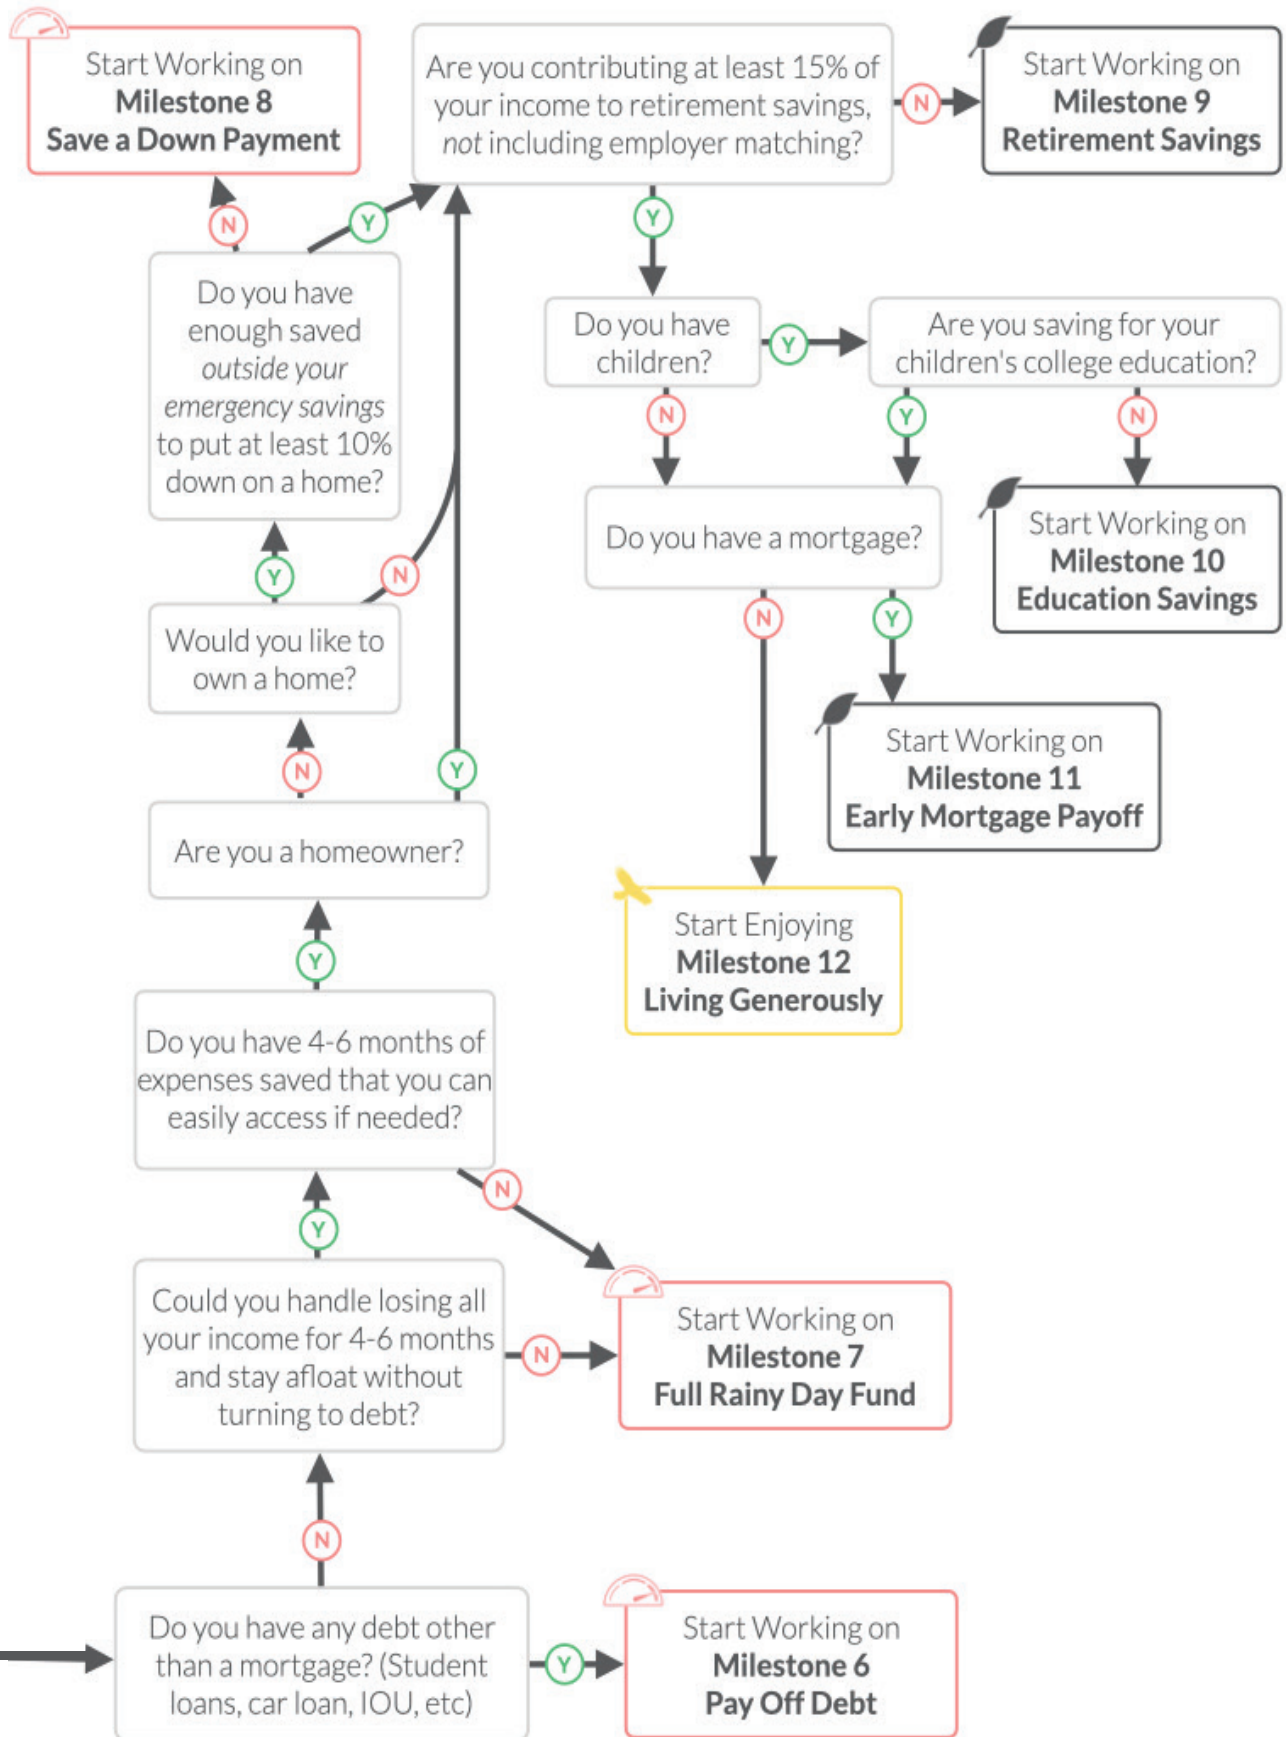 Start Working on
Milestone 8
Save a Down Payment
Are you contributing at least 15% of
your income to retirement savings,
not including employer matching?
N
Start Working on
Milestone 9
Retirement Savings
N
Y
Y
Do you have
enough saved
outside your
emergency savings
to put at least 10%
down on a home?
Do you have
children?
Y
Are you saving for your
children's college education?
N
Y
N
Do you have a mortgage?
Start Working on
Milestone 10
Education Savings
Y
N
Would you like to
own a home?
N
Y
Start Working on
Milestone 11
Early Mortgage Payoff
N
Y
Are you a homeowner?
Start Enjoying
Milestone 12
Living Generously
Y
Do you have 4-6 months of
expenses saved that you can
easily access if needed?
N
Y
Could you handle losing all
your income for 4-6 months
and stay afloat without
turning to debt?
N
Start Working on
Milestone 7
Full Rainy Day Fund
N
Do you have any debt other
than a mortgage? (Student
loans, car loan, IOU, etc)
Y
Start Working on
Milestone 6
Pay Off Debt